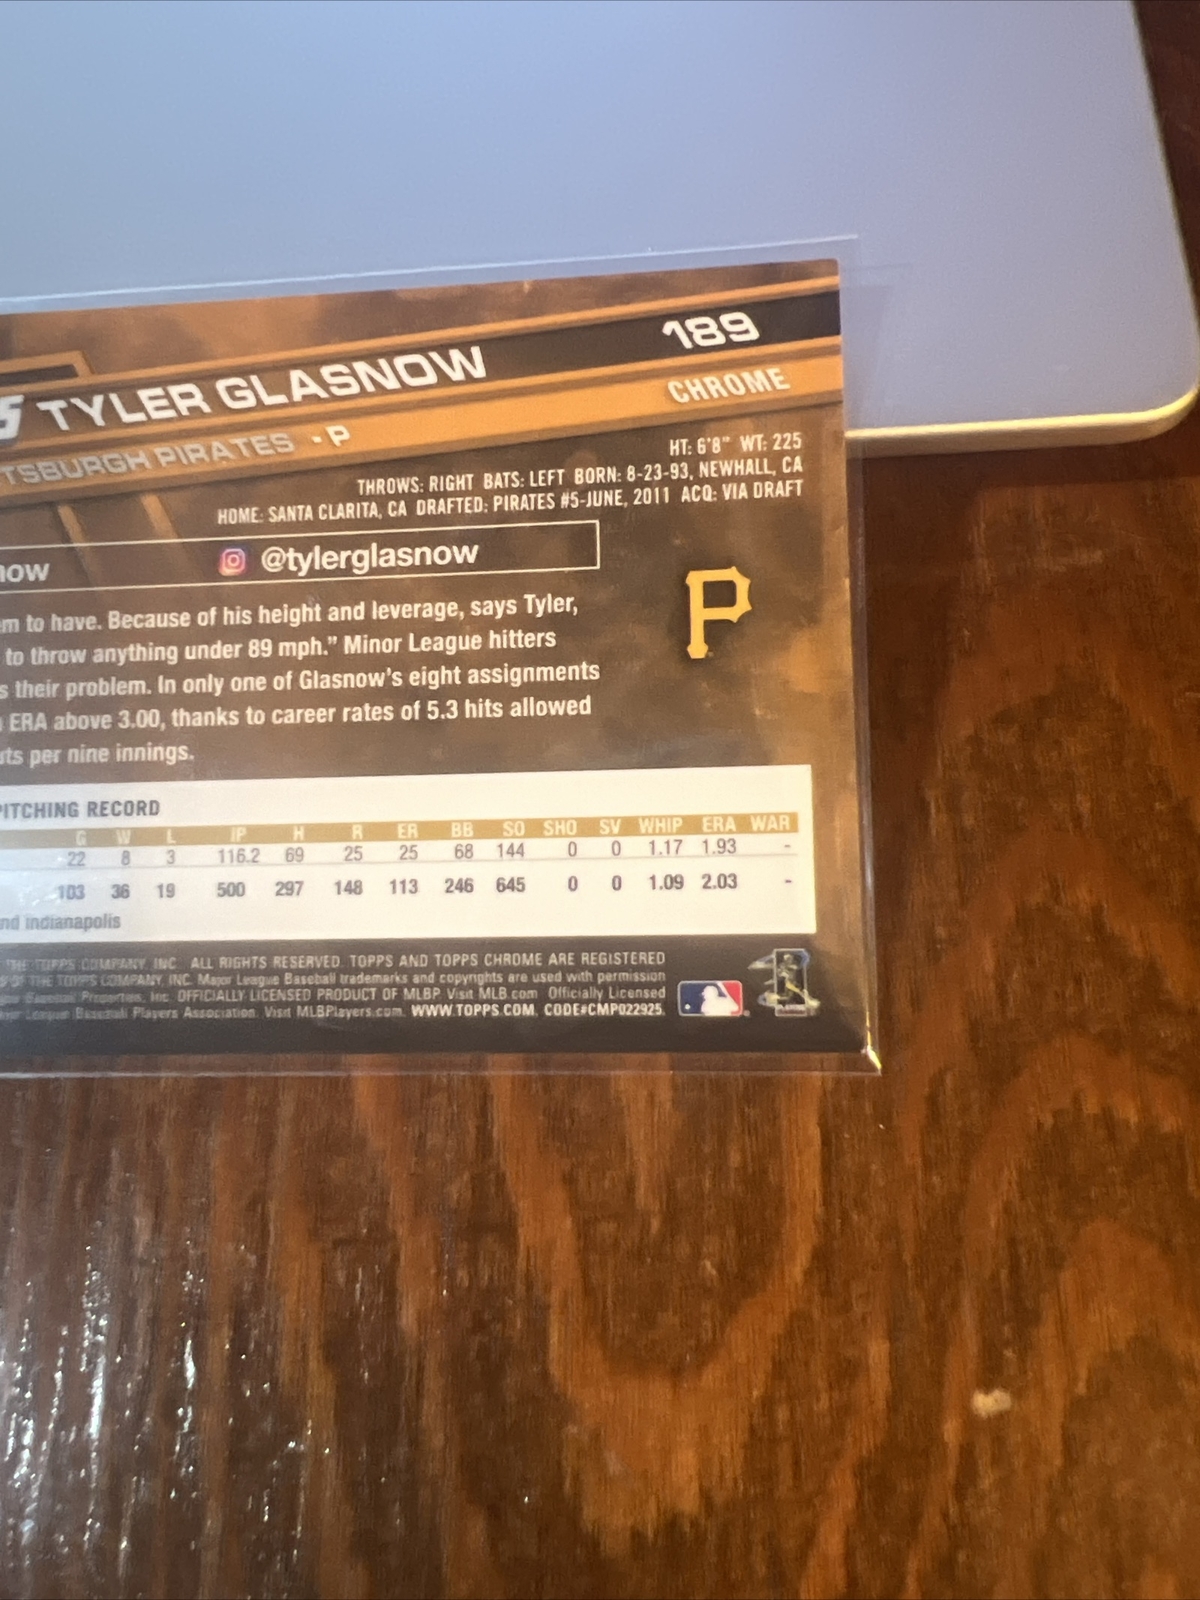 189
5 TYLER GLASNOW
CHROME
TSBURGH PIRATES • P
HT: 6'8" WT: 225
THROWS: RIGHT BATS: LEFT BORN: 8-23-93, NEWHALL, CA
HOME: SANTA CLARITA, CA DRAFTED: PIRATES #5-JUNE, 2011 ACQ: VIA DRAFT
now @tylerglasnow
P
m to have. Because of his height and leverage, says Tyler,
to throw anything under 89 mph." Minor League hitters
s their problem. In only one of Glasnow's eight assignments
ERA above 3.00, thanks to career rates of 5.3 hits allowed
ts per nine innings.
PITCHING RECORD
G W L IP H R ER BB SO SHO SV WHIP ERA WAR
22 8 3 116.2 69 25 25 68 144 0 0 1.17 1.93 -
103 36 19 500 297 148 113 246 645 0 0 1.09 2.03 -
nd Indianapolis
THE TOPPS COMPANY, INC. ALL RIGHTS RESERVED. TOPPS AND TOPPS CHROME ARE REGISTERED
OF THE TOPPS COMPANY, INC. Major League Baseball trademarks and copyrights are used with permission
Baseball Properties, Inc. OFFICIALLY LICENSED PRODUCT OF MLBP. Visit MLB.com Officially Licensed
League Baseball Players Association. Visit MLBPlayers.com. WWW.TOPPS.COM. CODE#CMP022925.